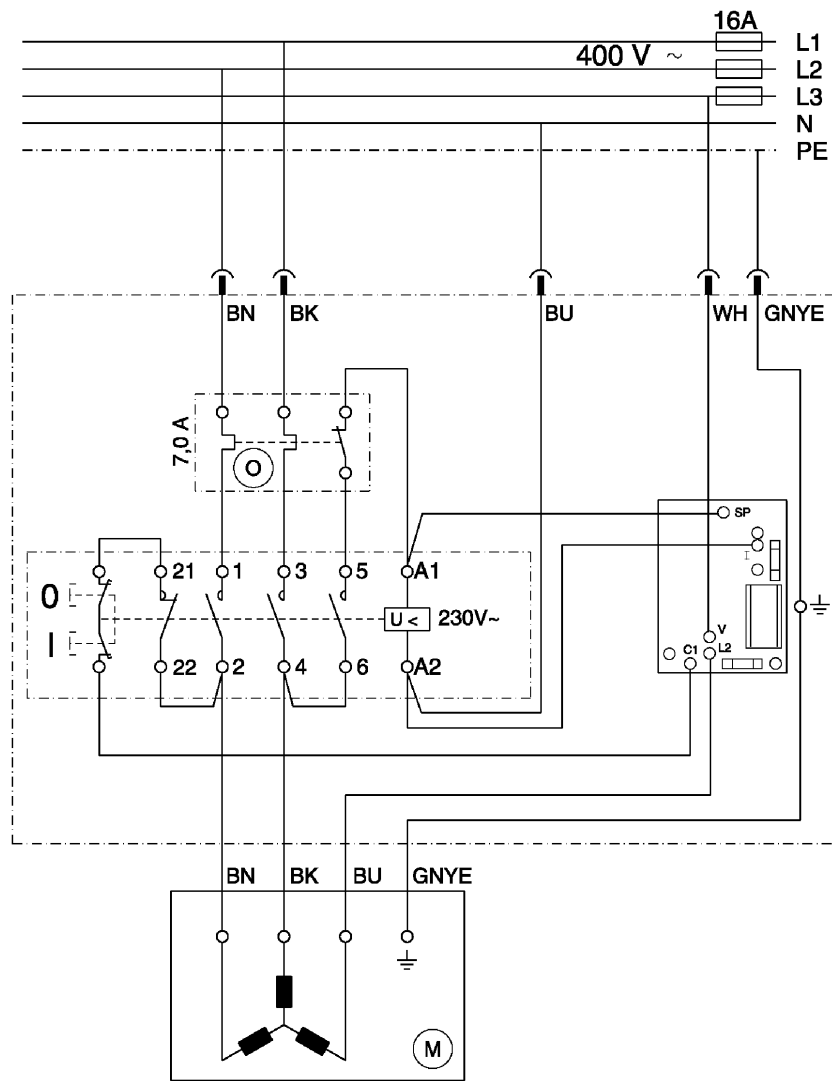 16A
400 V ~
L1
L2
L3
N
PE
BN BK BU WH GNYE
7,0 A
O
SP
I
21 1 3 5 A1
0
U < 230V~
I
V
C1 L2
22 2 4 6 A2
BN BK BU GNYE
M